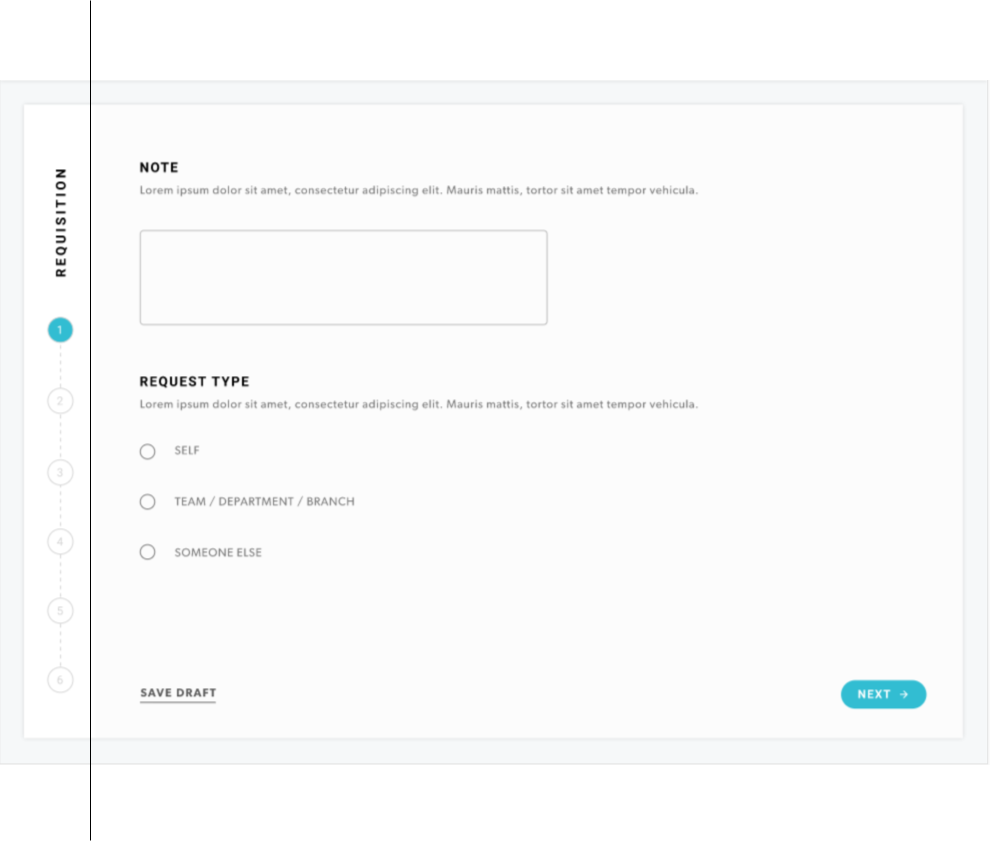 REQUISITION
1
2
3
4
5
6
NOTE
Lorem ipsum dolor sit amet, consectetur adipiscing elit. Mauris mattis, tortor sit amet tempor vehicula.
REQUEST TYPE
Lorem ipsum dolor sit amet, consectetur adipiscing elit. Mauris mattis, tortor sit amet tempor vehicula.
SELF
TEAM / DEPARTMENT / BRANCH
SOMEONE ELSE
SAVE DRAFT
NEXT →